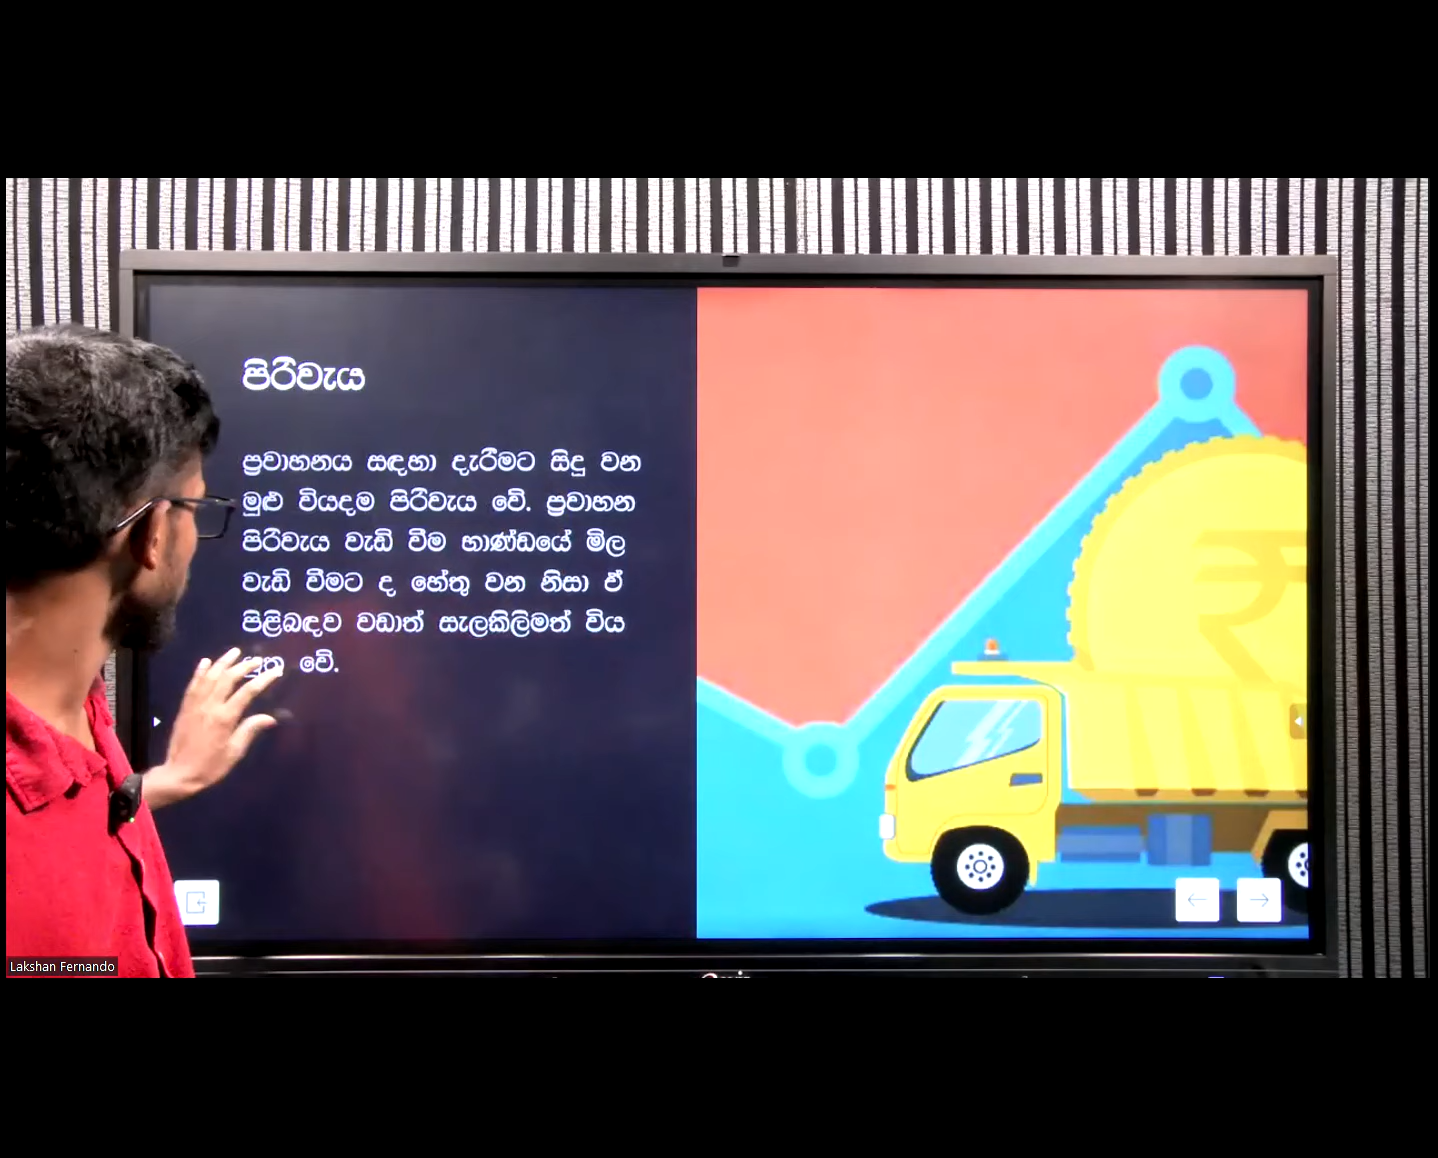 පිරිවැය
ප්‍රවාහනය සඳහා දැරීමට සිදු වන
මුළු වියදම පිරිවැය වේ. ප්‍රවාහන
පිරිවැය වැඩි වීම භාණ්ඩයේ මිල
වැඩි වීමට ද හේතු වන නිසා ඒ
පිළිබඳව වඩාත් සැලකිලිමත් විය
වේ.
Lakshan Fernando